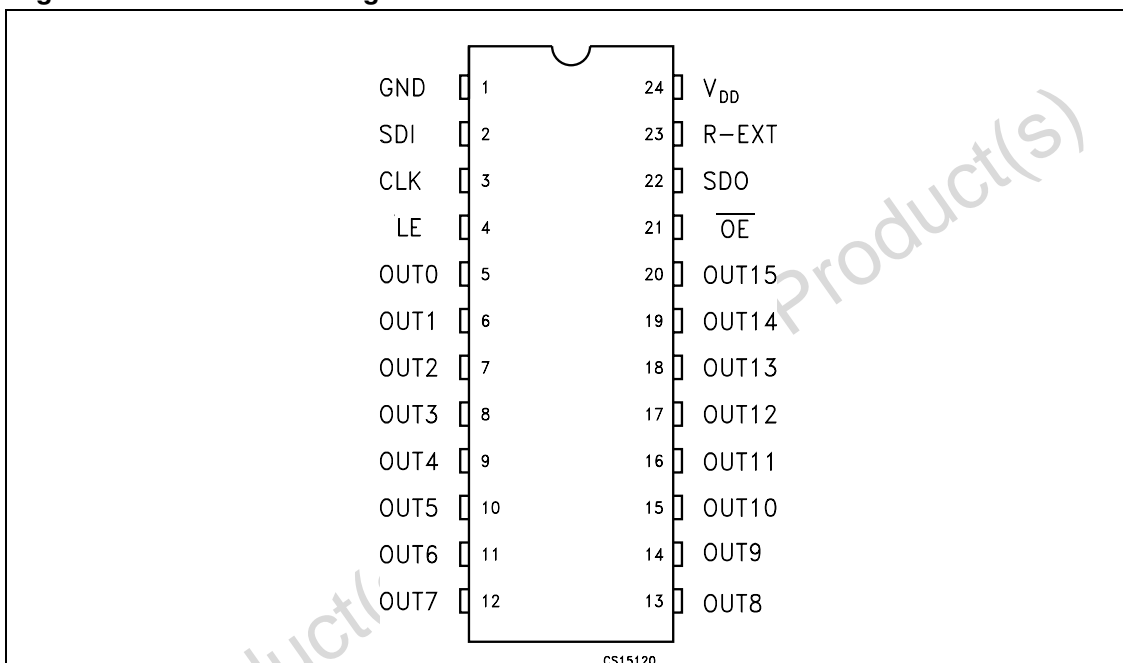 GND 1 24 VDD
SDI 2 23 R-EXT
CLK 3 22 SDO
LE 4 21 OE
OUT0 5 20 OUT15
OUT1 6 19 OUT14
OUT2 7 18 OUT13
OUT3 8 17 OUT12
OUT4 9 16 OUT11
OUT5 10 15 OUT10
OUT6 11 14 OUT9
OUT7 12 13 OUT8
CS15120
Product(s)